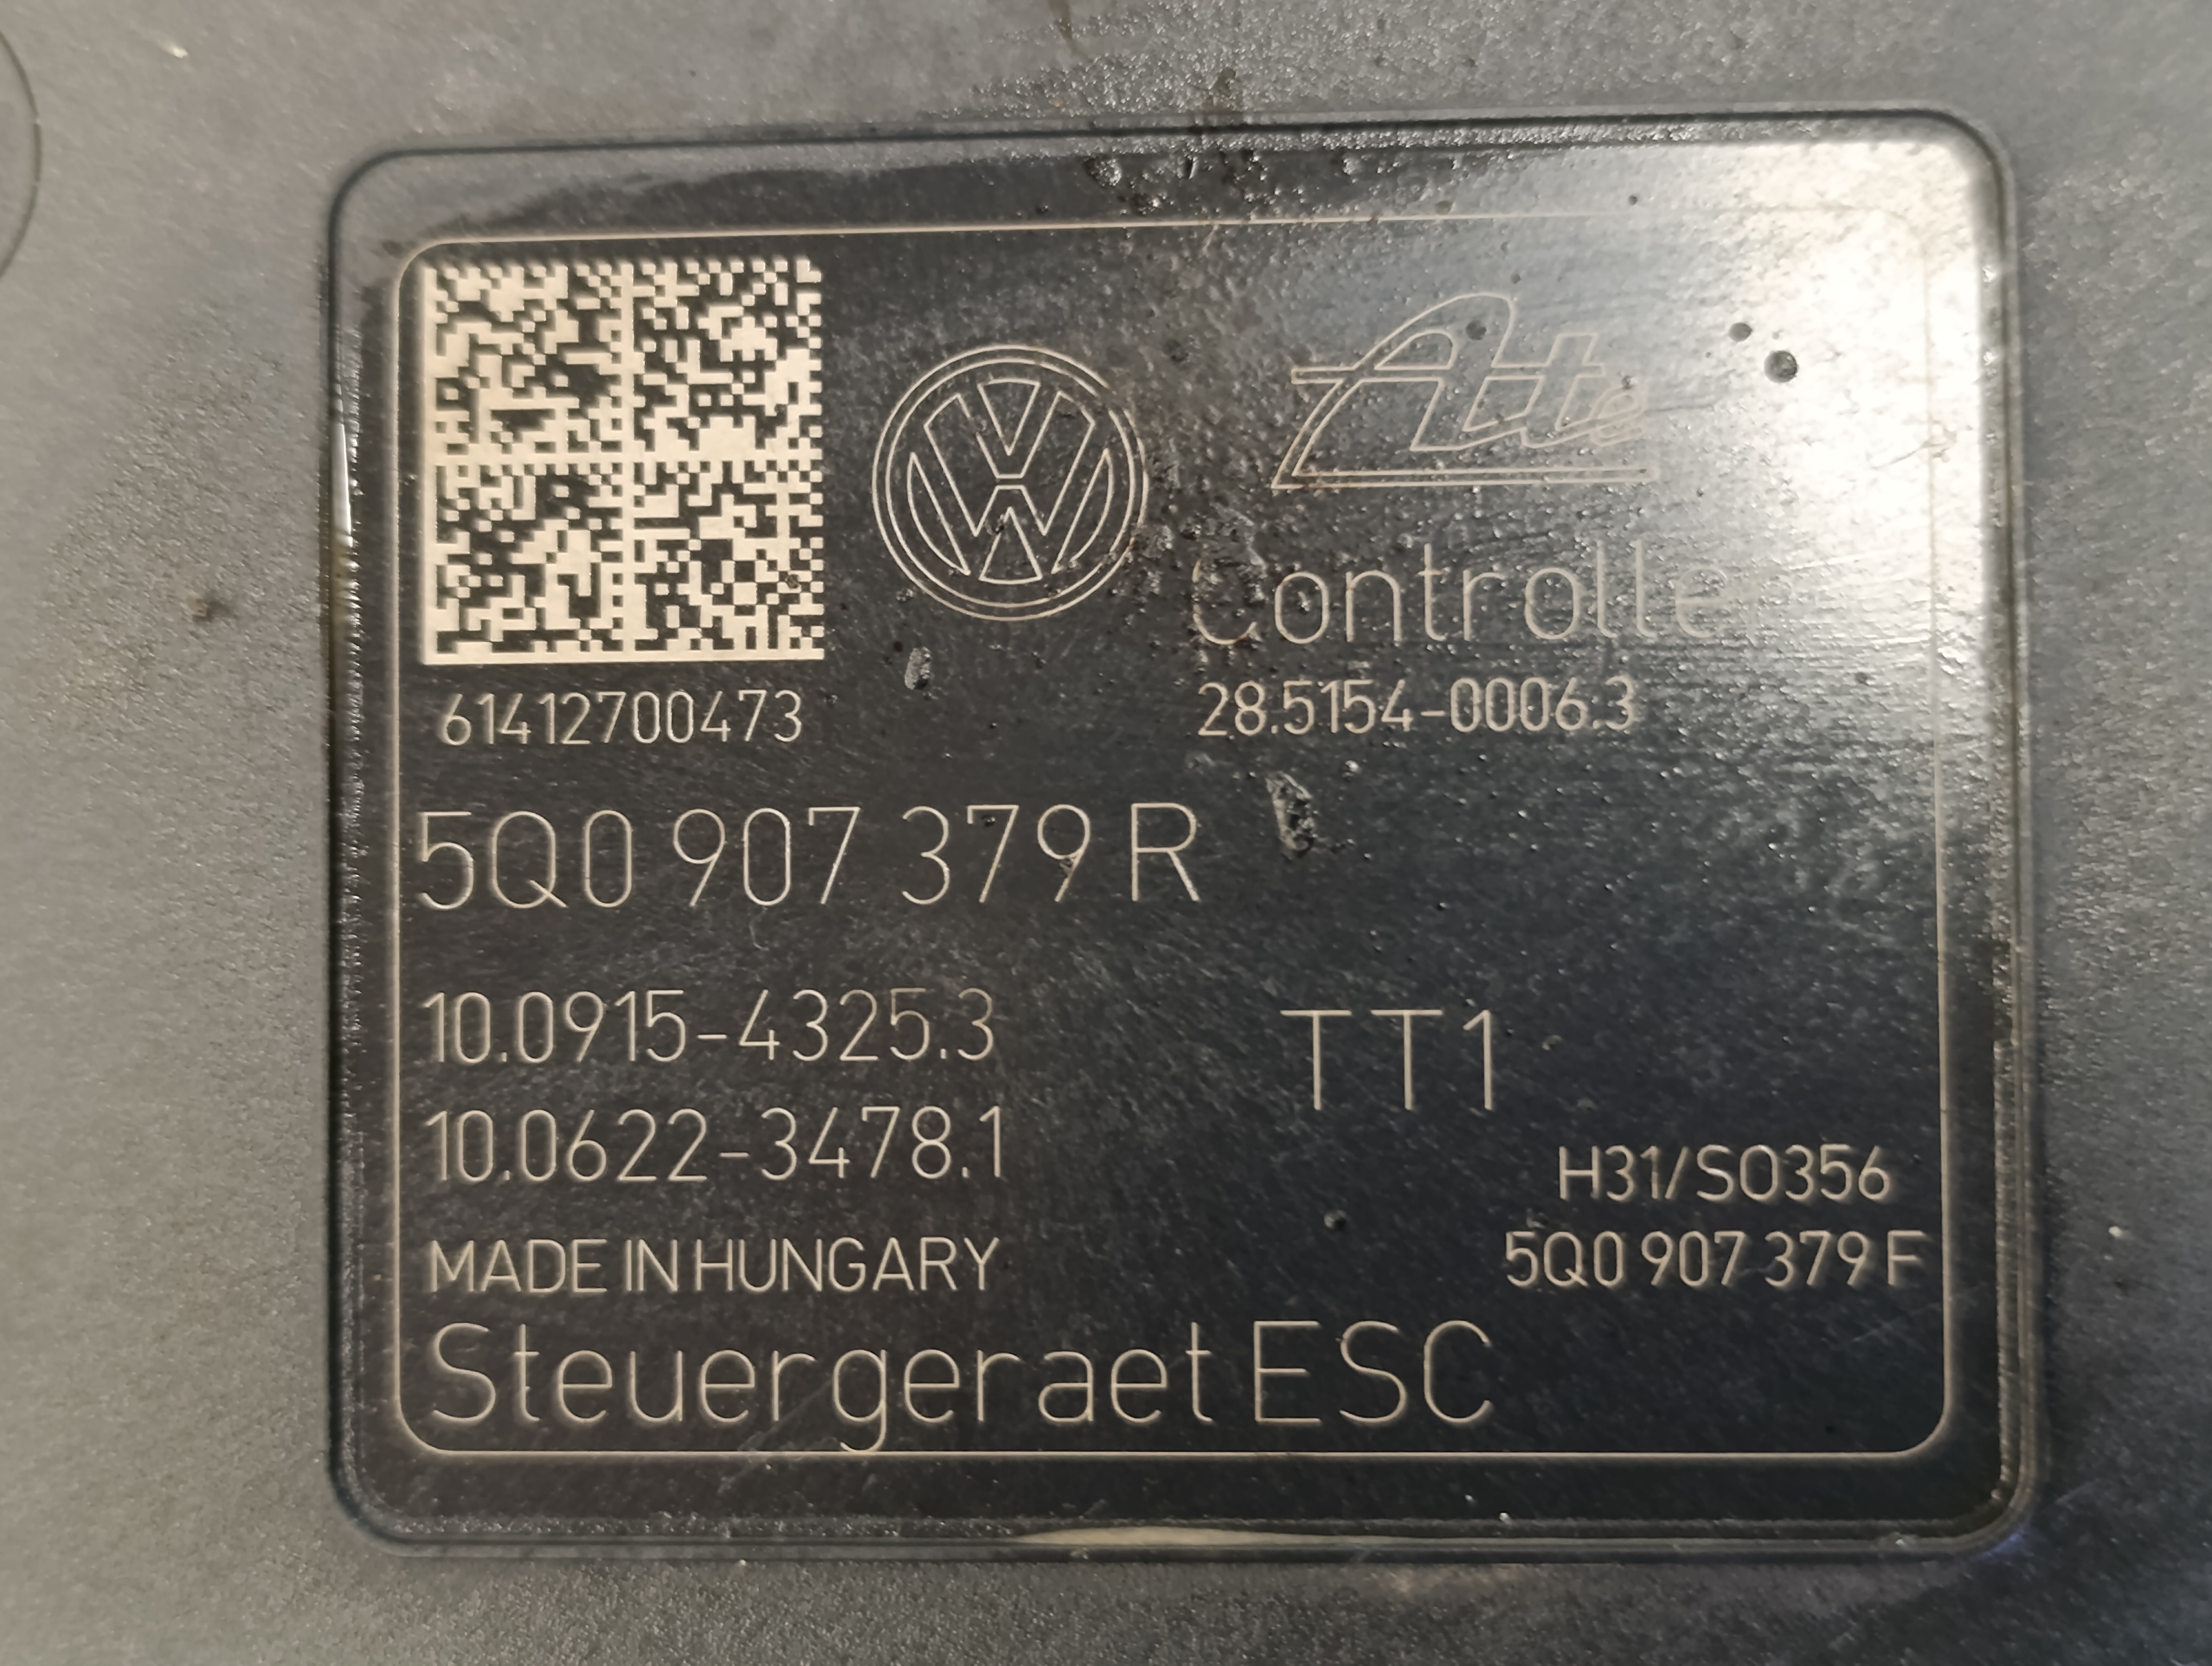 Ate
Controller
61412700473
28.5154-0006.3
5Q0 907 379 R
10.0915-4325.3
TT1
10.0622-3478.1
H31/SO356
MADE IN HUNGARY
5Q0 907 379 F
Steuergeraet ESC